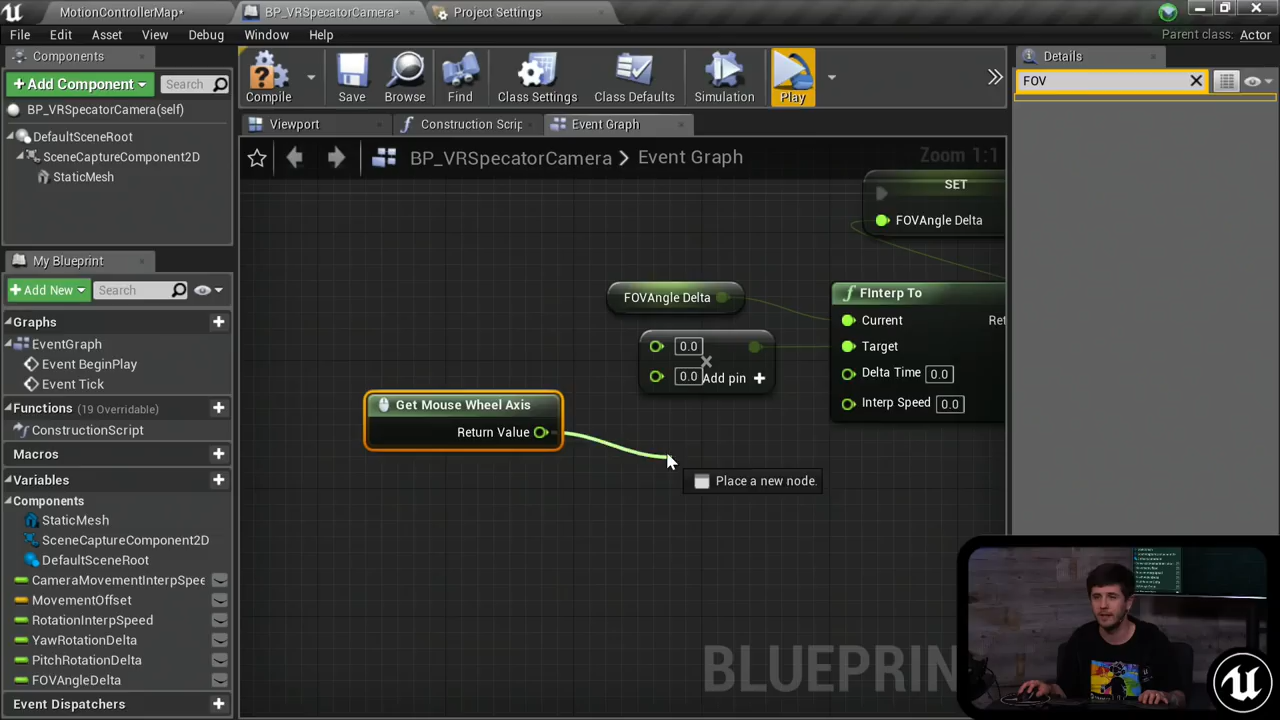 MotionControllerMap*
BP_VRSpecatorCamera*
Project Settings
File
Edit
Asset
View
Debug
Window
Help
Parent class: Actor
Components
+ Add Component
Search
BP_VRSpecatorCamera(self)
DefaultSceneRoot
SceneCaptureComponent2D
StaticMesh
Compile
Save
Browse
Find
Class Settings
Class Defaults
Simulation
Play
Viewport
Construction Scrip
Event Graph
BP_VRSpecatorCamera > Event Graph
Zoom 1:1
Details
FOV
My Blueprint
+ Add New
Search
Graphs
EventGraph
Event BeginPlay
Event Tick
Functions (19 Overridable)
ConstructionScript
Macros
Variables
Components
StaticMesh
SceneCaptureComponent2D
DefaultSceneRoot
CameraMovementInterpSpee
MovementOffset
RotationInterpSpeed
YawRotationDelta
PitchRotationDelta
FOVAngleDelta
Event Dispatchers
SET
FOVAngle Delta
FOVAngle Delta
0.0
0.0
Add pin +
FInterp To
Current
Ret
Target
Delta Time 0.0
Interp Speed 0.0
Get Mouse Wheel Axis
Return Value
Place a new node.
BLUEPRIN